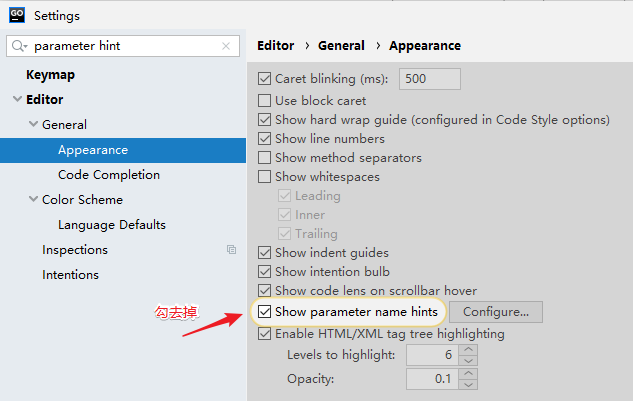 GO
Settings
parameter hint
Keymap
Editor
General
Appearance
Code Completion
Color Scheme
Language Defaults
Inspections
Intentions
Editor › General › Appearance
Caret blinking (ms): 500
Use block caret
Show hard wrap guide (configured in Code Style options)
Show line numbers
Show method separators
Show whitespaces
Leading
Inner
Trailing
Show indent guides
Show intention bulb
Show code lens on scrollbar hover
勾去掉
Show parameter name hints Configure...
Enable HTML/XML tag tree highlighting
Levels to highlight: 6
Opacity: 0.1